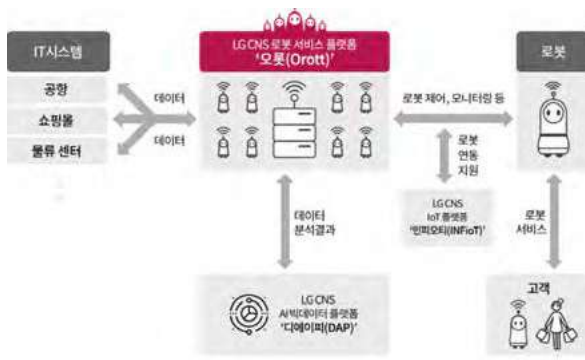 IT시스템
공항
쇼핑몰
물류 센터
데이터
데이터
LG CNS 로봇 서비스 플랫폼
'오롯(Orott)'
로봇 제어, 모니터링 등
로봇
로봇
연동
지원
LG CNS
IoT 플랫폼
'인피오티(INFioT)'
로봇
서비스
고객
데이터
분석결과
LG CNS
AI빅데이터 플랫폼
'디에이피(DAP)'